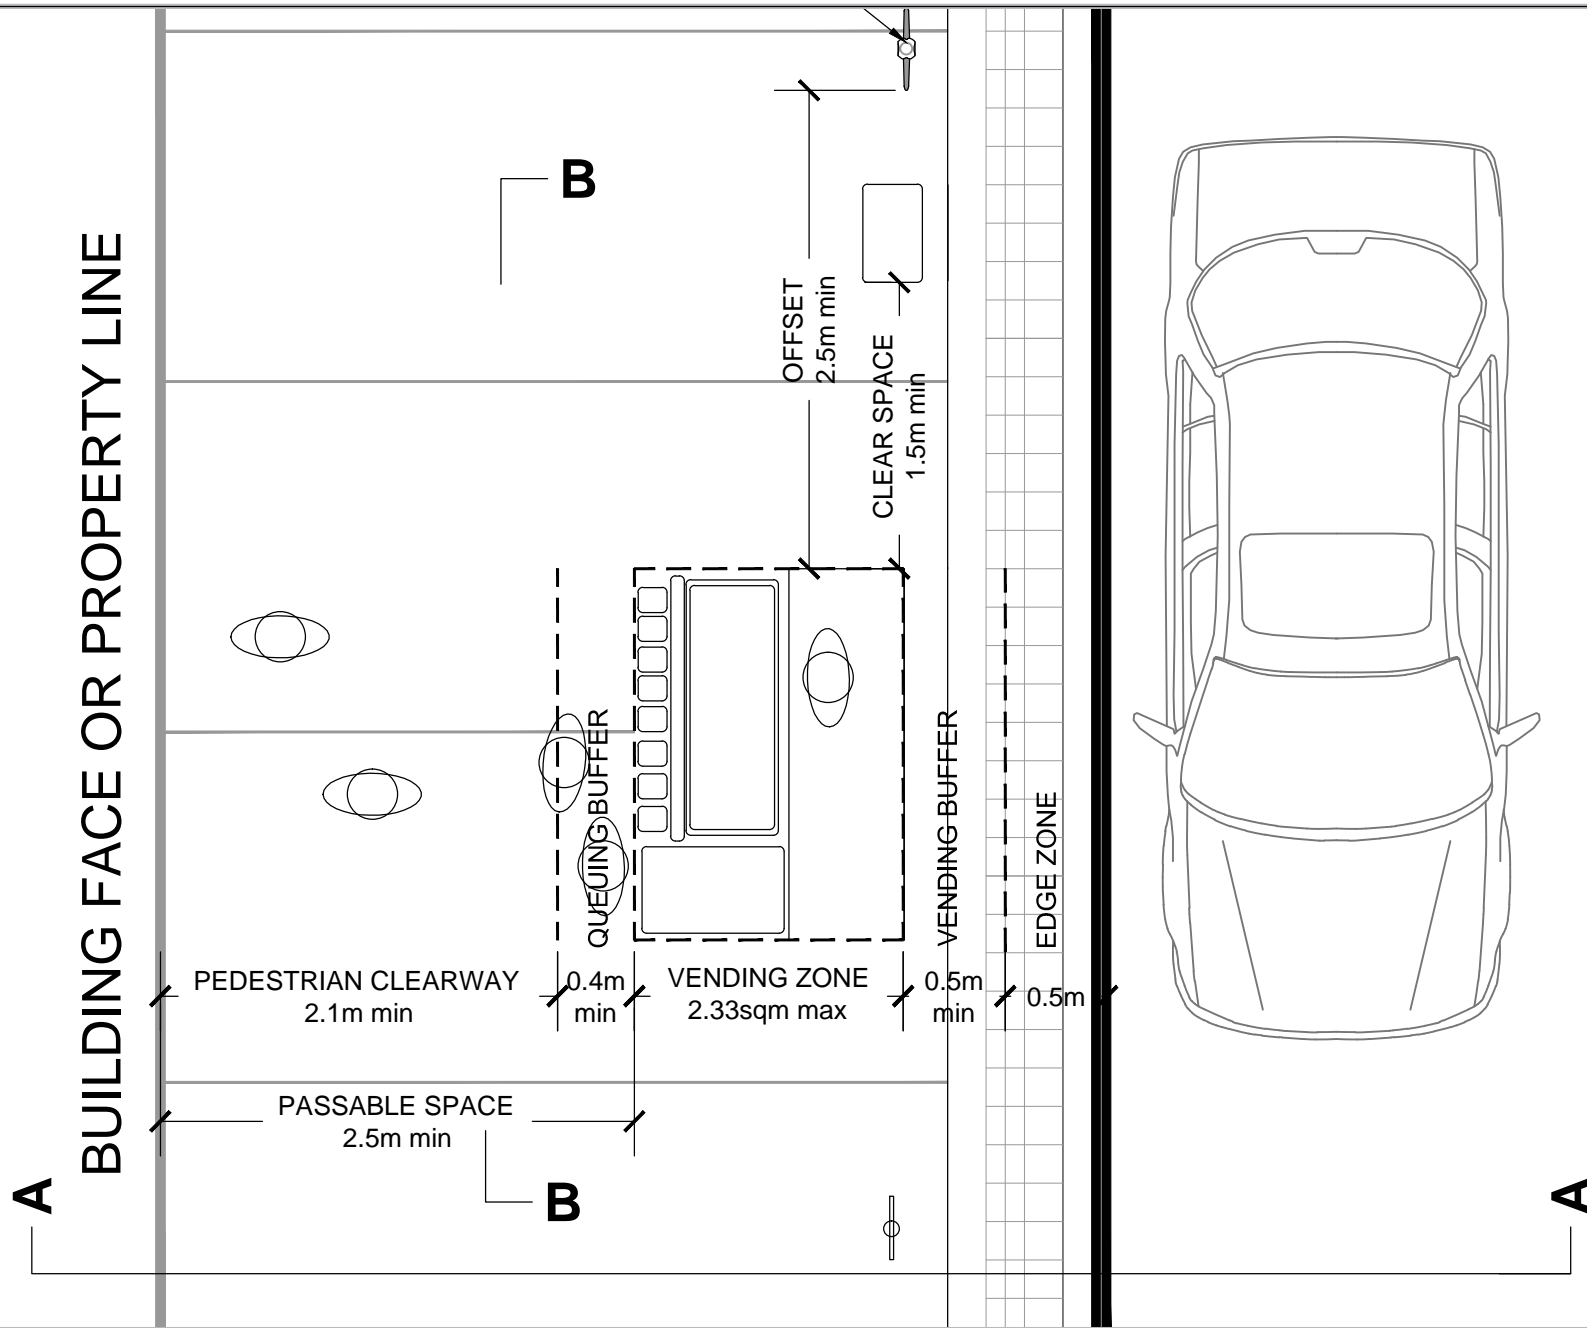 B
BUILDING FACE OR PROPERTY LINE
OFFSET
2.5m min
CLEAR SPACE
1.5m min
QUEUING BUFFER
VENDING BUFFER
EDGE ZONE
PEDESTRIAN CLEARWAY
2.1m min
0.4m
min
VENDING ZONE
2.33sqm max
0.5m
min
0.5m
PASSABLE SPACE
2.5m min
B
A
A